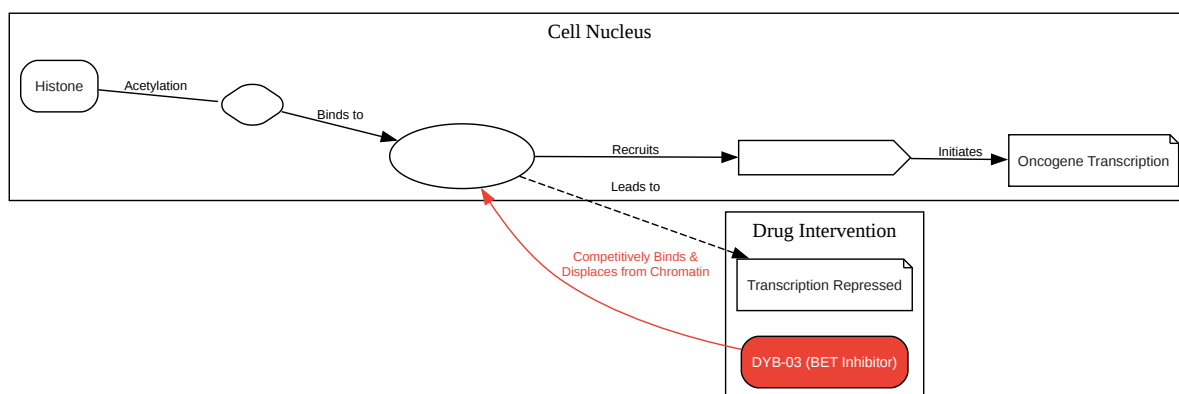 Cell Nucleus
Histone
Acetylation
Binds to
Recruits
Initiates
Oncogene Transcription
Leads to
Drug Intervention
Competitively Binds &
Displaces from Chromatin
Transcription Repressed
DYB-03 (BET Inhibitor)